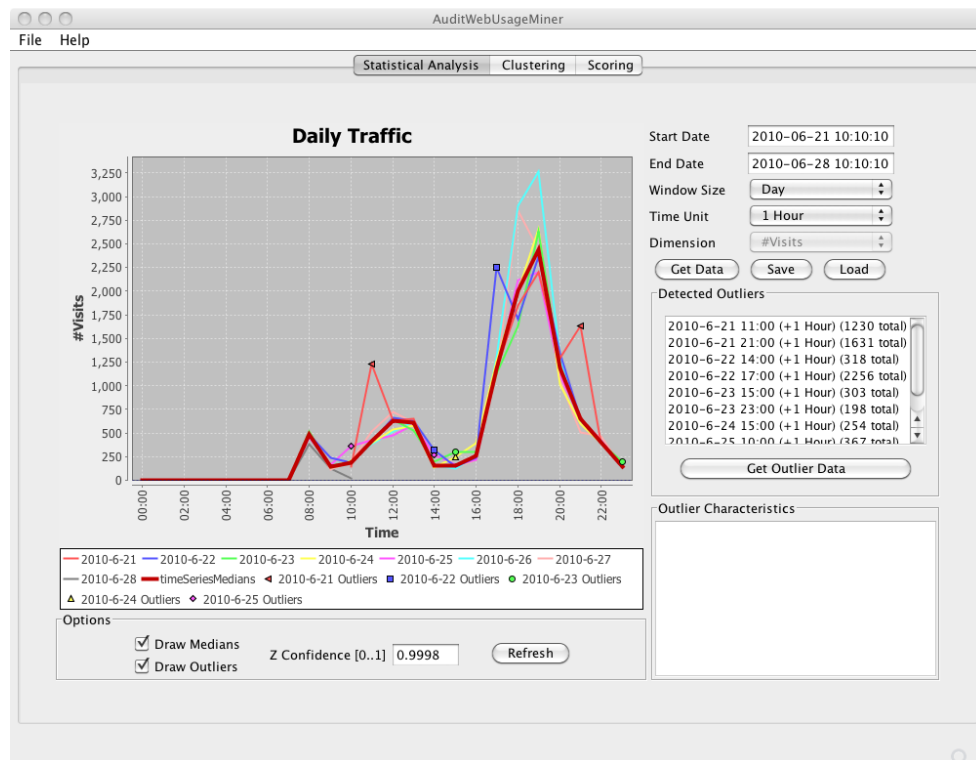 AuditWebUsageMiner
File Help
Statistical Analysis Clustering Scoring
Daily Traffic
#Visits
3,250
3,000
2,750
2,500
2,250
2,000
1,750
1,500
1,250
1,000
750
500
250
0
00:00 02:00 04:00 06:00 08:00 10:00 12:00 14:00 16:00 18:00 20:00 22:00
Time
2010-6-21 2010-6-22 2010-6-23 2010-6-24 2010-6-25 2010-6-26 2010-6-27
2010-6-28 timeSeriesMedians 2010-6-21 Outliers 2010-6-22 Outliers 2010-6-23 Outliers
2010-6-24 Outliers 2010-6-25 Outliers
Options
Draw Medians
Draw Outliers
Z Confidence [0..1] 0.9998 Refresh
Start Date 2010-06-21 10:10:10
End Date 2010-06-28 10:10:10
Window Size Day
Time Unit 1 Hour
Dimension #Visits
Get Data Save Load
Detected Outliers
2010-6-21 11:00 (+1 Hour) (1230 total)
2010-6-21 21:00 (+1 Hour) (1631 total)
2010-6-22 14:00 (+1 Hour) (318 total)
2010-6-22 17:00 (+1 Hour) (2256 total)
2010-6-23 15:00 (+1 Hour) (303 total)
2010-6-23 23:00 (+1 Hour) (198 total)
2010-6-24 15:00 (+1 Hour) (254 total)
2010-6-25 10:00 (+1 Hour) (367 total)
Get Outlier Data
Outlier Characteristics